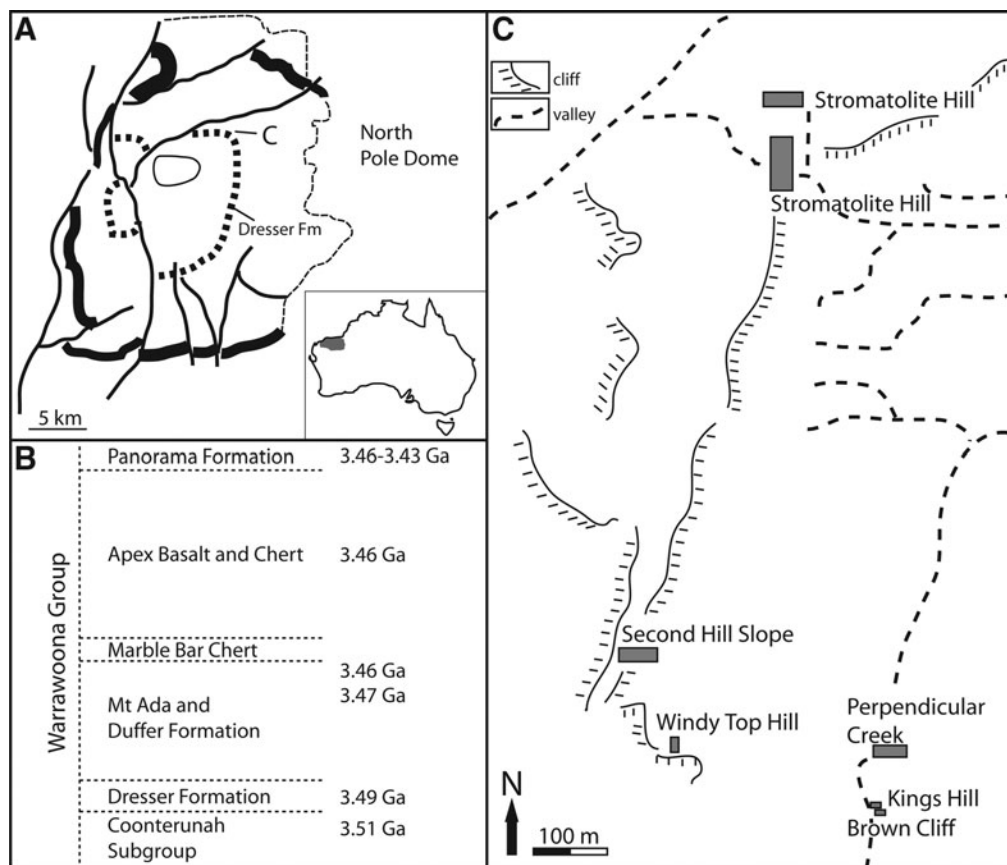 A
C
North
Pole Dome
Dresser Fm
5 km
B
Warrawoona Group
Panorama Formation 3.46-3.43 Ga
Apex Basalt and Chert 3.46 Ga
Marble Bar Chert
3.46 Ga
3.47 Ga
Mt Ada and
Duffer Formation
Dresser Formation 3.49 Ga
Coonterunah
Subgroup
3.51 Ga
C
cliff
valley
Stromatolite Hill
Stromatolite Hill
Second Hill Slope
Windy Top Hill
Perpendicular
Creek
Kings Hill
Brown Cliff
N
100 m